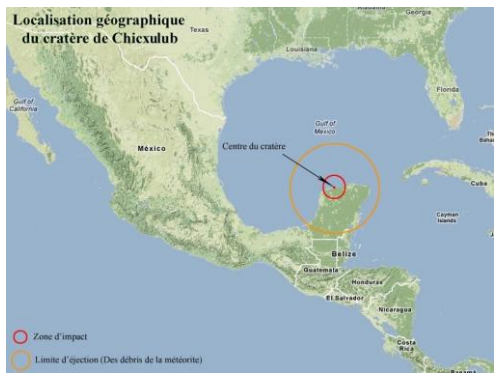 Localisation géographique
du cratère de Chicxulub
Texas
Alabama
Georgia
Louisiana
Florida
Gulf of
California
Gulf of
Mexico
México
Centre du cratère
Cuba
Cayman
Islands
Belize
Guatemala
Honduras
El Salvador
Nicaragua
Costa
Rica
Zone d'impact
Limite d'éjection (Des débris de la météorite)